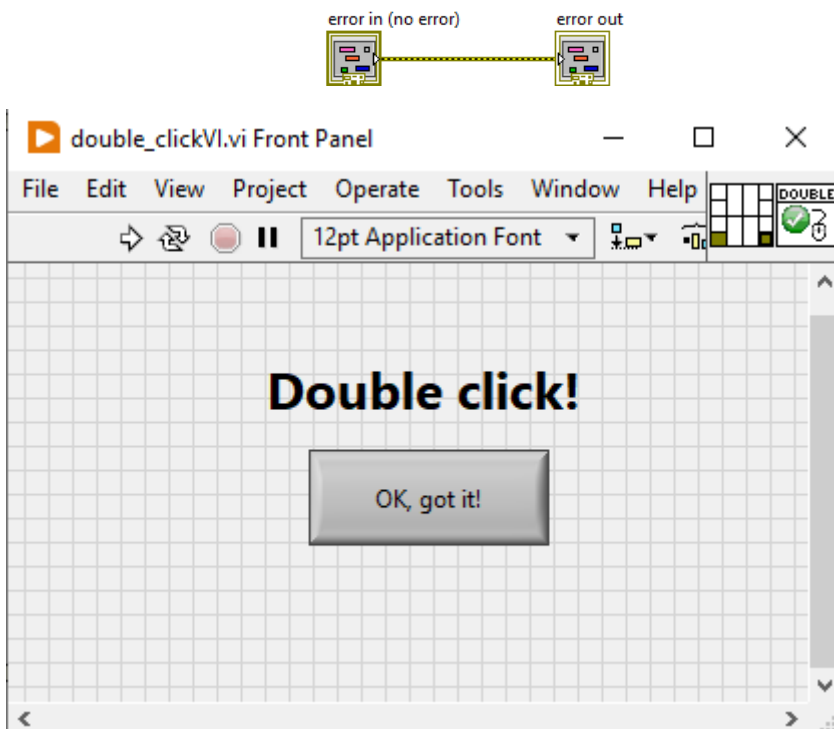 error in (no error) error out
double_clickVI.vi Front Panel
File Edit View Project Operate Tools Window Help
DOUBLE
12pt Application Font
Double click!
OK, got it!